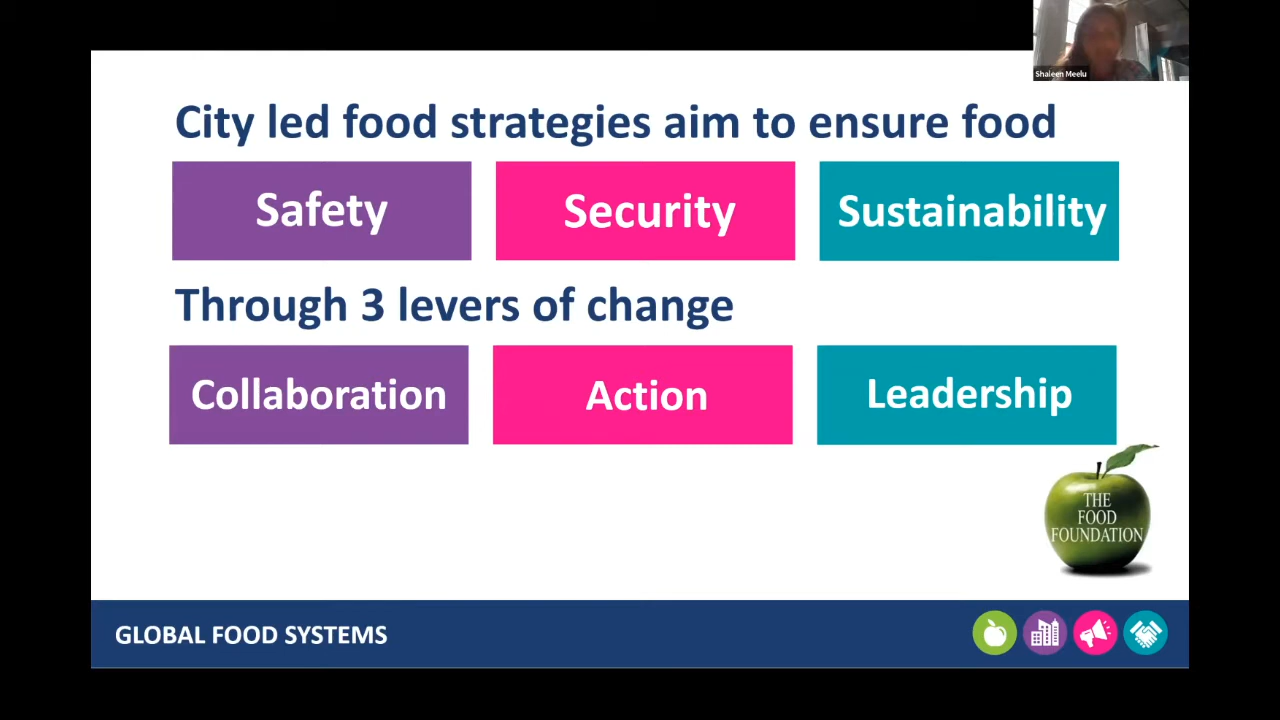 Shaleen Meelu
City led food strategies aim to ensure food
Safety
Security
Sustainability
Through 3 levers of change
Collaboration
Action
Leadership
THE
FOOD
FOUNDATION
GLOBAL FOOD SYSTEMS